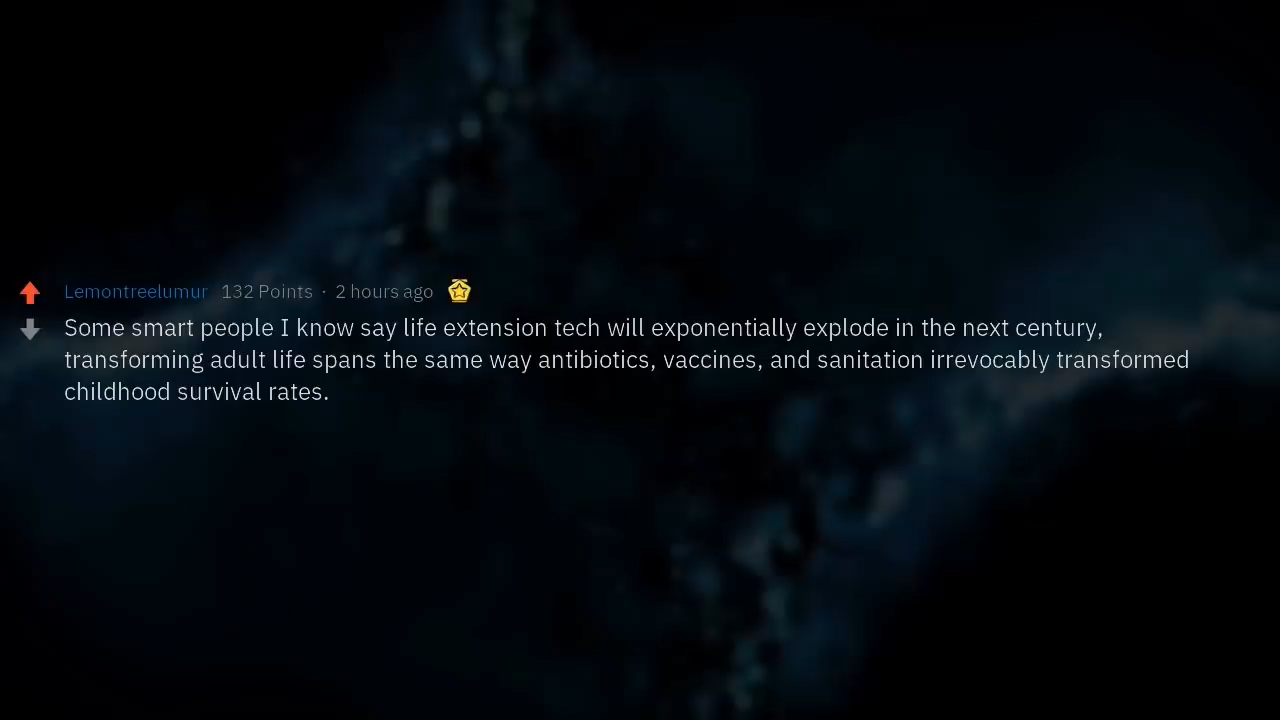 Lemontreelumur 132 Points · 2 hours ago
Some smart people I know say life extension tech will exponentially explode in the next century,
transforming adult life spans the same way antibiotics, vaccines, and sanitation irrevocably transformed
childhood survival rates.